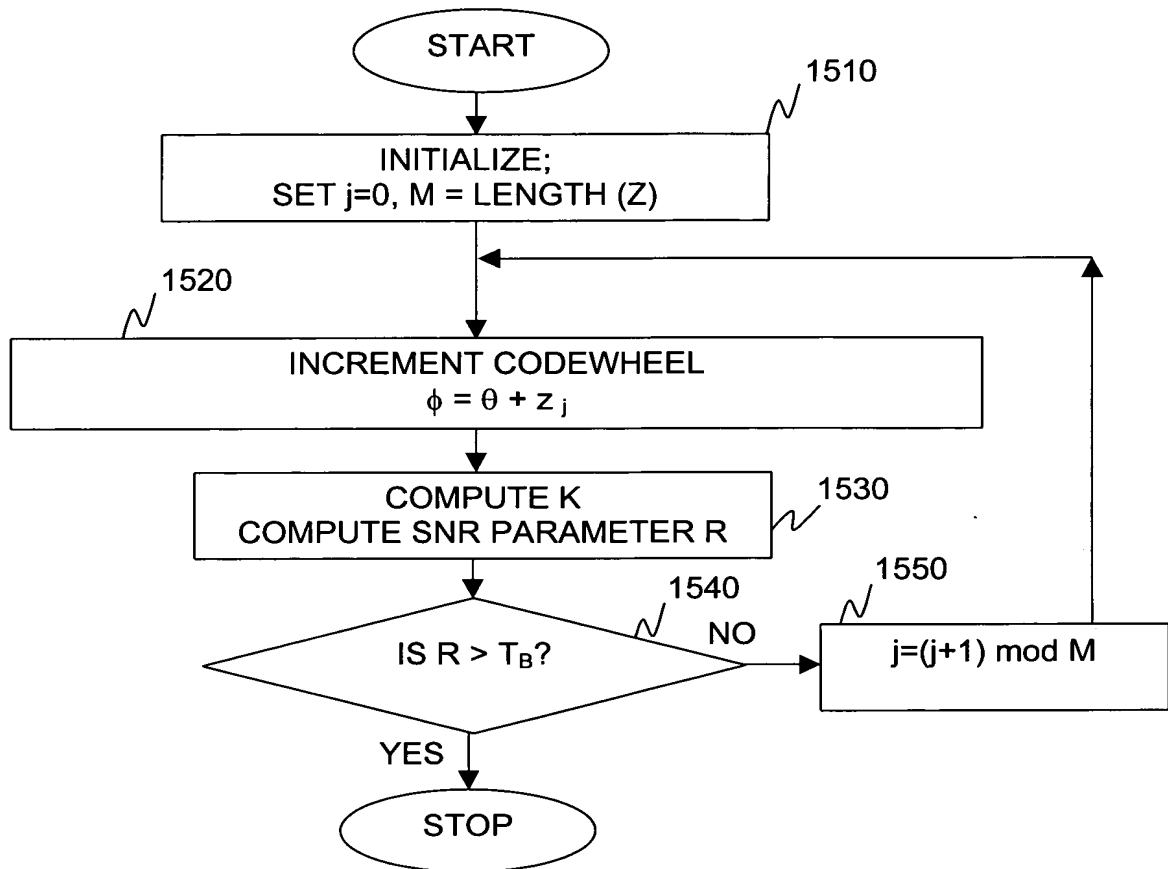 START
1510
INITIALIZE;
SET j=0, M = LENGTH (Z)
1520
INCREMENT CODEWHEEL
ϕ = θ + z j
COMPUTE K
COMPUTE SNR PARAMETER R
1530
1540
IS R > TB?
NO
1550
j=(j+1) mod M
YES
STOP